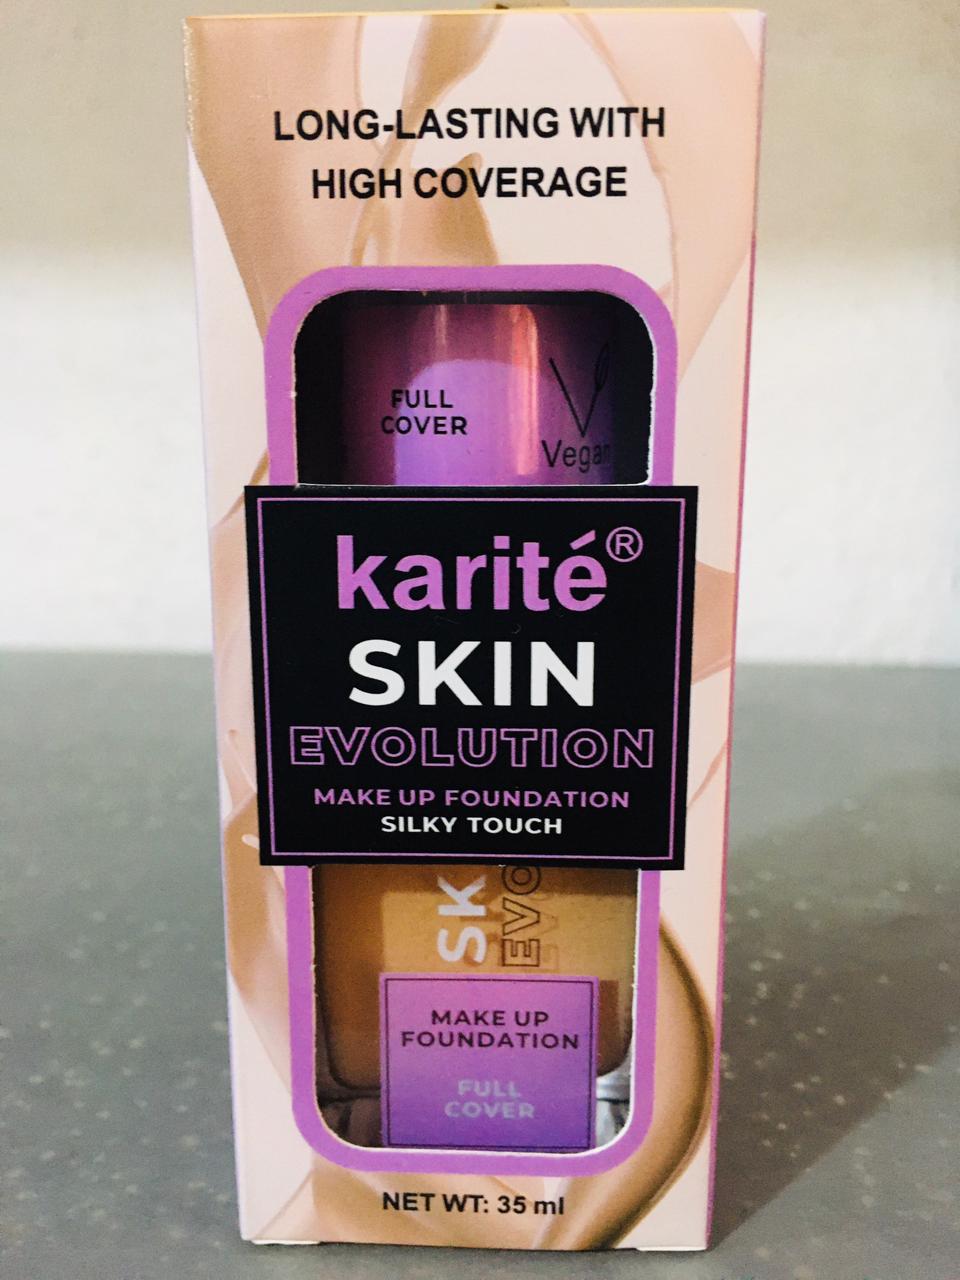 LONG-LASTING WITH
HIGH COVERAGE
FULL
COVER
Vegan
karité®
SKIN
EVOLUTION
MAKE UP FOUNDATION
SILKY TOUCH
SK
EVO
MAKE UP
FOUNDATION
FULL
COVER
NET WT: 35 ml